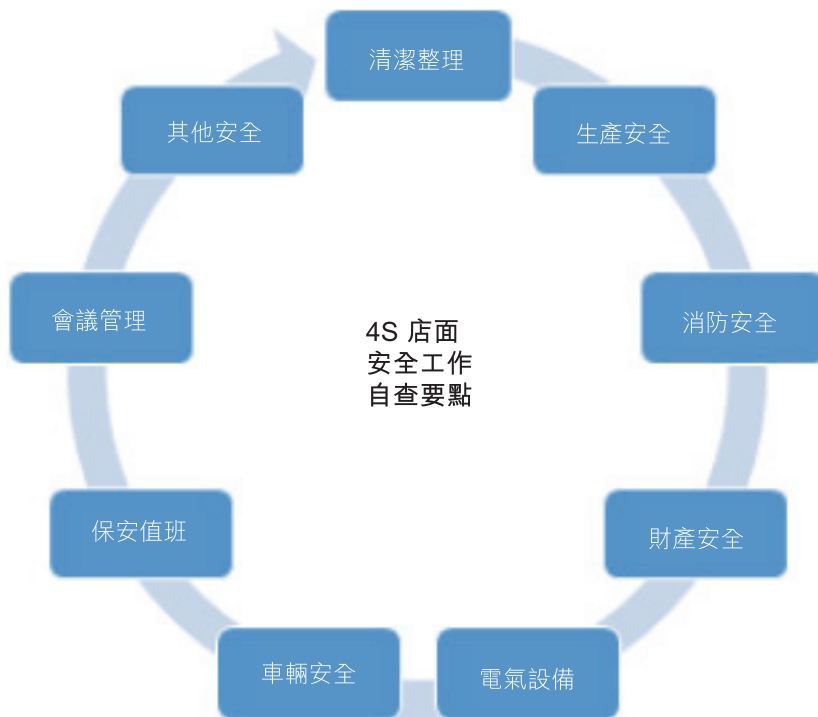 清潔整理
生產安全
消防安全
財產安全
電氣設備
車輛安全
保安值班
會議管理
其他安全
4S 店面
安全工作
自查要點